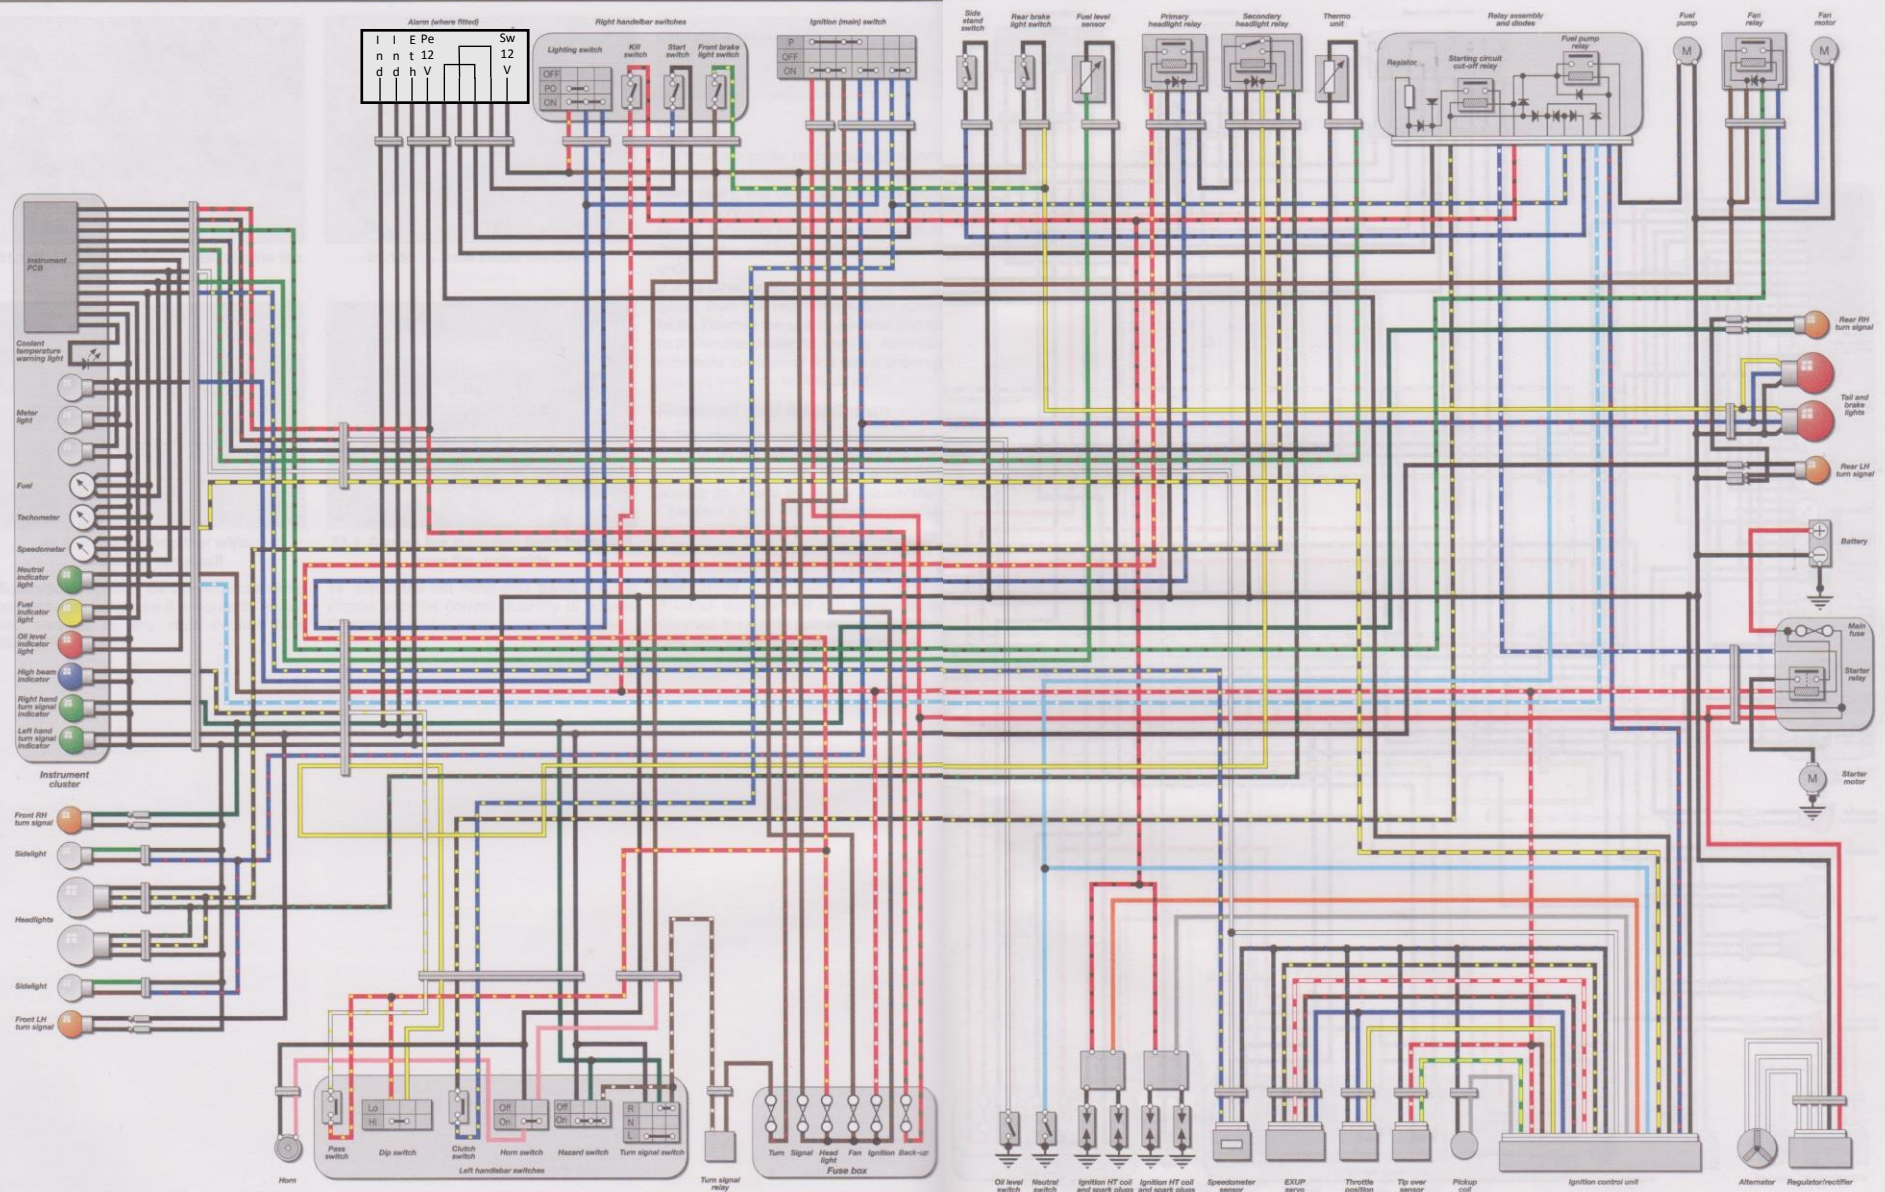 Alarm (where fitted)
I
n
d
I
n
d
E
t
h
Pe
12
V
Sw
12
V
Right handelbar switches
Lighting switch
Kill
switch
Start
switch
Front brake
light switch
OFF
PO
ON
Ignition (main) switch
P
OFF
ON
Side
stand
switch
Rear brake
light switch
Fuel level
sensor
Primary
headlight relay
Secondary
headlight relay
Thermo
unit
Relay assembly
and diodes
Resistor
Starting circuit
cut-off relay
Fuel pump
relay
Fuel
pump
M
Fan
relay
Fan
motor
M
Instrument
PCB
Coolant
temperature
warning light
Meter
light
Fuel
Tachometer
Speedometer
Neutral
indicator
light
Fuel
indicator
light
Oil level
indicator
light
High beam
indicator
Right hand
turn signal
indicator
Left hand
turn signal
indicator
Instrument
cluster
Front RH
turn signal
Sidelight
Headlights
Sidelight
Front LH
turn signal
Rear RH
turn signal
Tail and
brake
lights
Rear LH
turn signal
Battery
Main
fuse
Starter
relay
M
Starter
motor
Horn
Pass
switch
Lo
Hi
Dip switch
Clutch
switch
Off
On
Horn switch
Off
On
Hazard switch
R
N
L
Turn signal switch
Left handlebar switches
Turn signal
relay
Turn
Signal
Head
light
Fan
Ignition
Back-up
Fuse box
Oil level
switch
Neutral
switch
Ignition HT coil
and spark plugs
Ignition HT coil
and spark plugs
Speedometer
sensor
EXUP
servo
Throttle
position
Tip over
sensor
Pickup
coil
Ignition control unit
Alternator
Regulator/rectifier